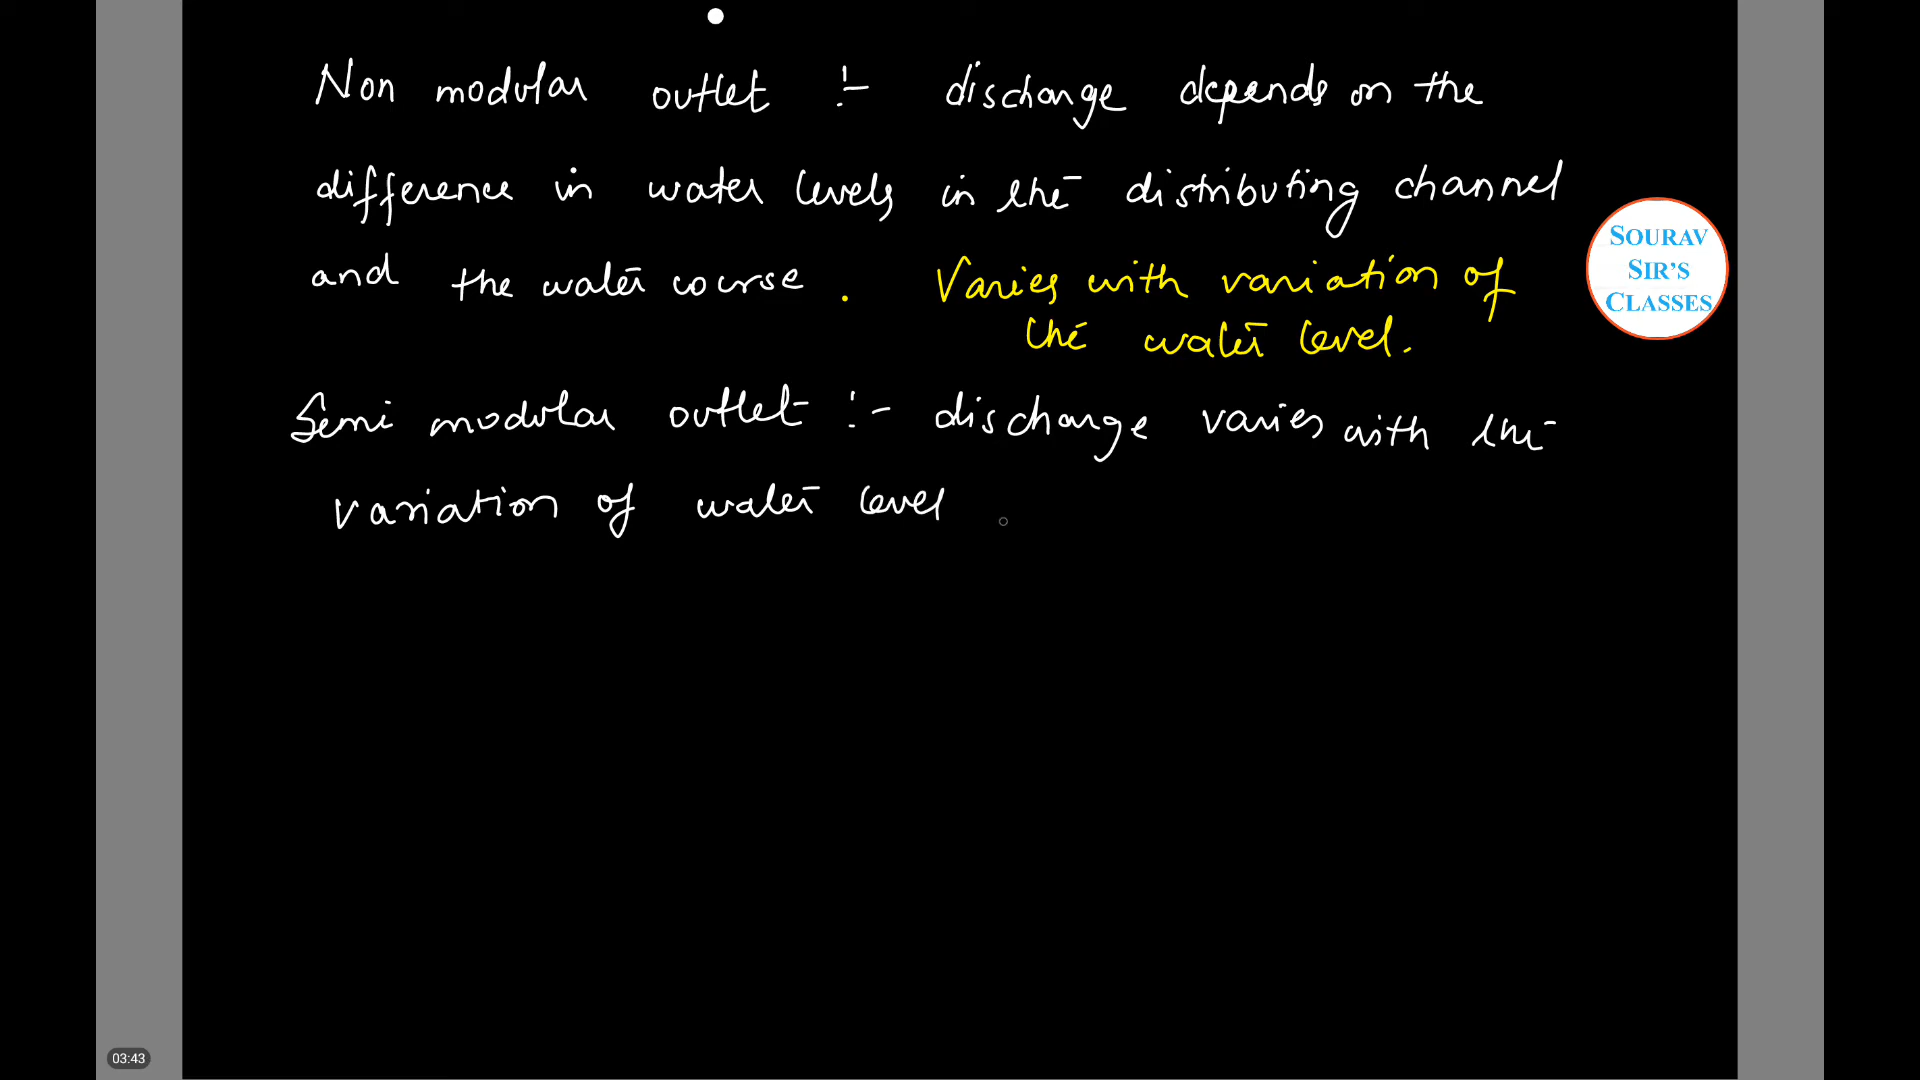 Non modular outlet :- discharge depends on the
difference in water levels in the distributing channel
and the water course . Varies with variation of
the water level.
Semi modular outlet :- discharge varies with the
variation of water level
SOURAV
SIR'S
CLASSES
03:43